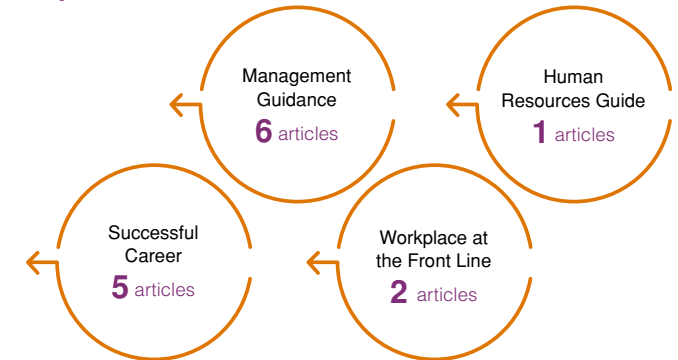 Management
Guidance
6 articles
Human
Resources Guide
1 articles
Successful
Career
5 articles
Workplace at
the Front Line
2 articles